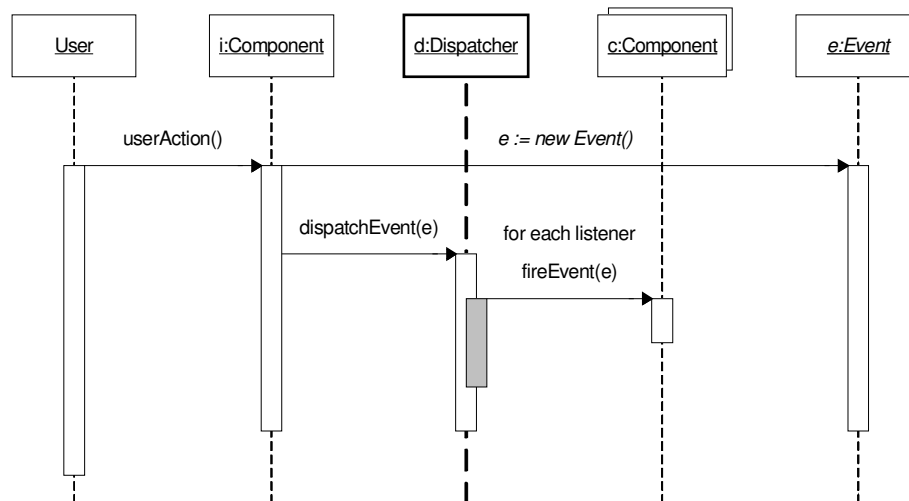 User
i:Component
d:Dispatcher
c:Component
e:Event
userAction()
e := new Event()
dispatchEvent(e)
for each listener
fireEvent(e)